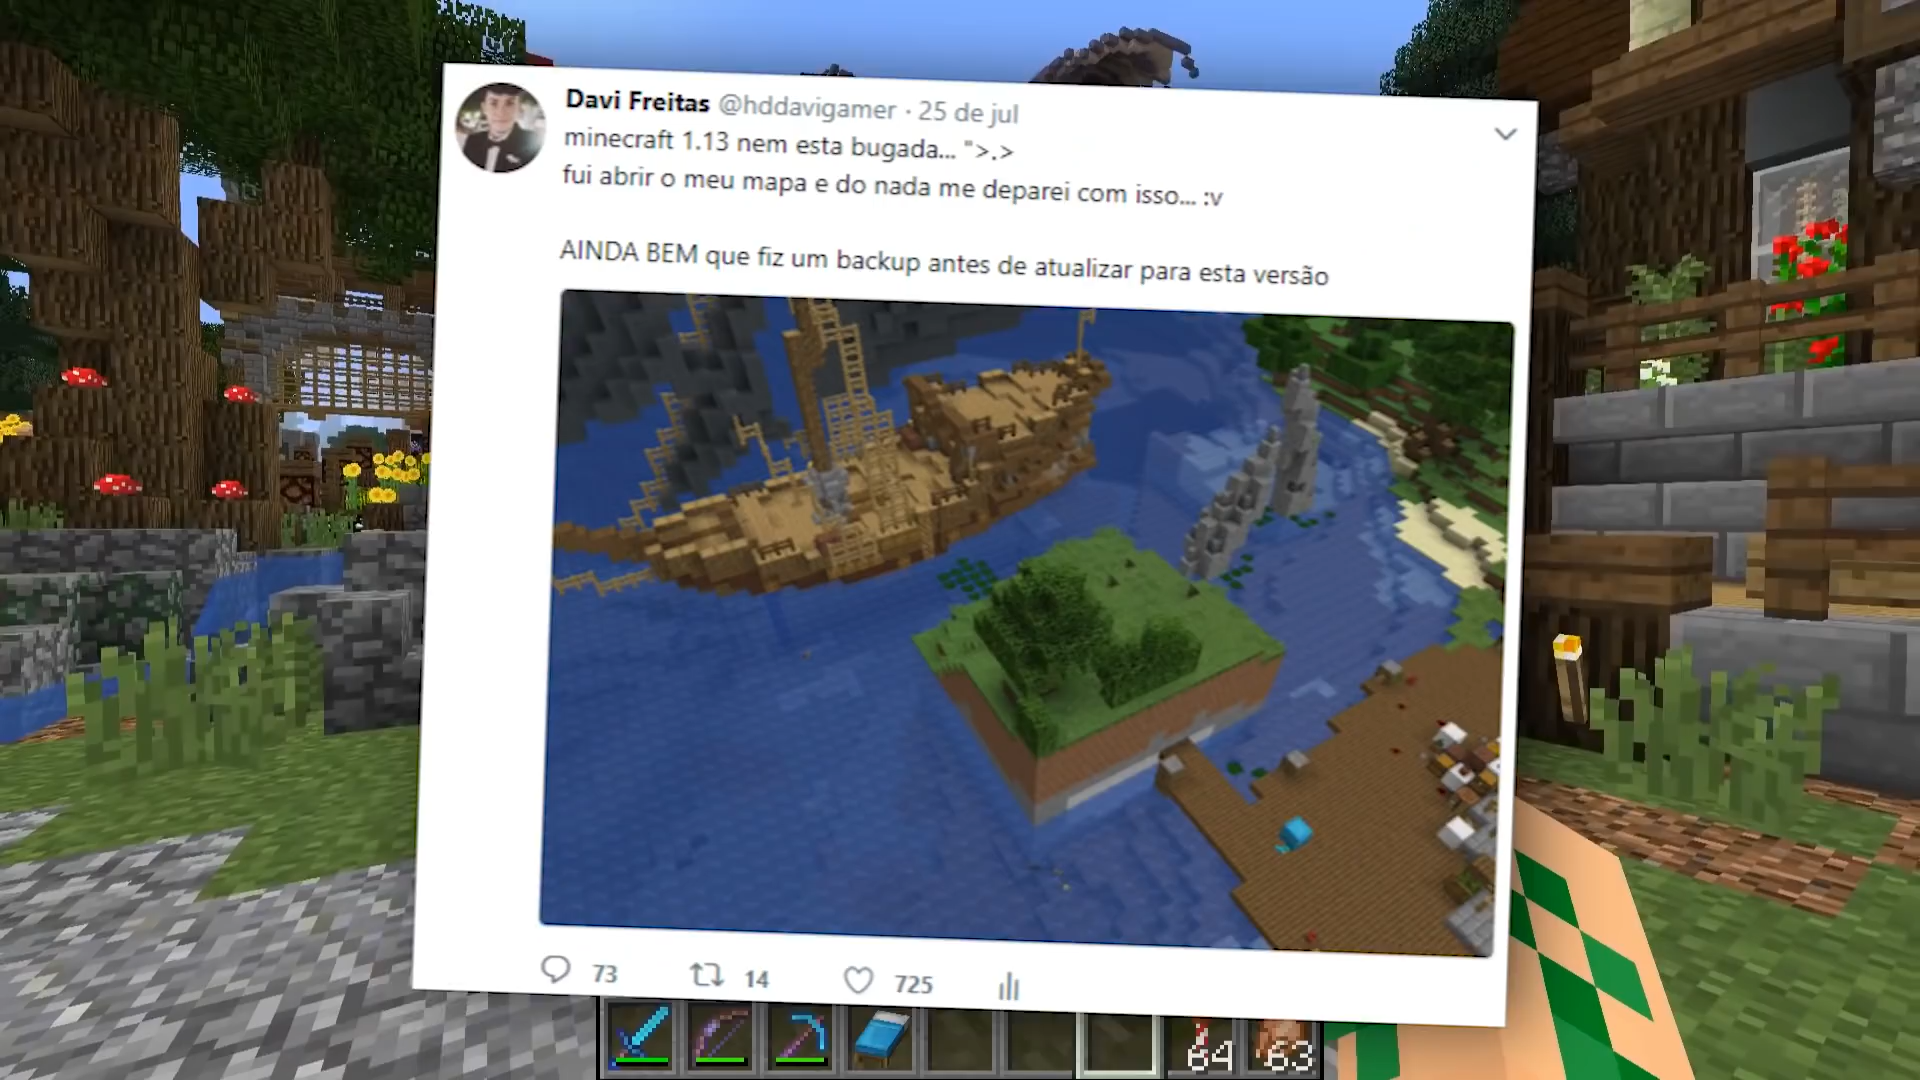 Davi Freitas @hddavigamer · 25 de jul
minecraft 1.13 nem esta bugada... ">.>
fui abrir o meu mapa e do nada me deparei com isso... :v
AINDA BEM que fiz um backup antes de atualizar para esta versão
73 14 725
64 63